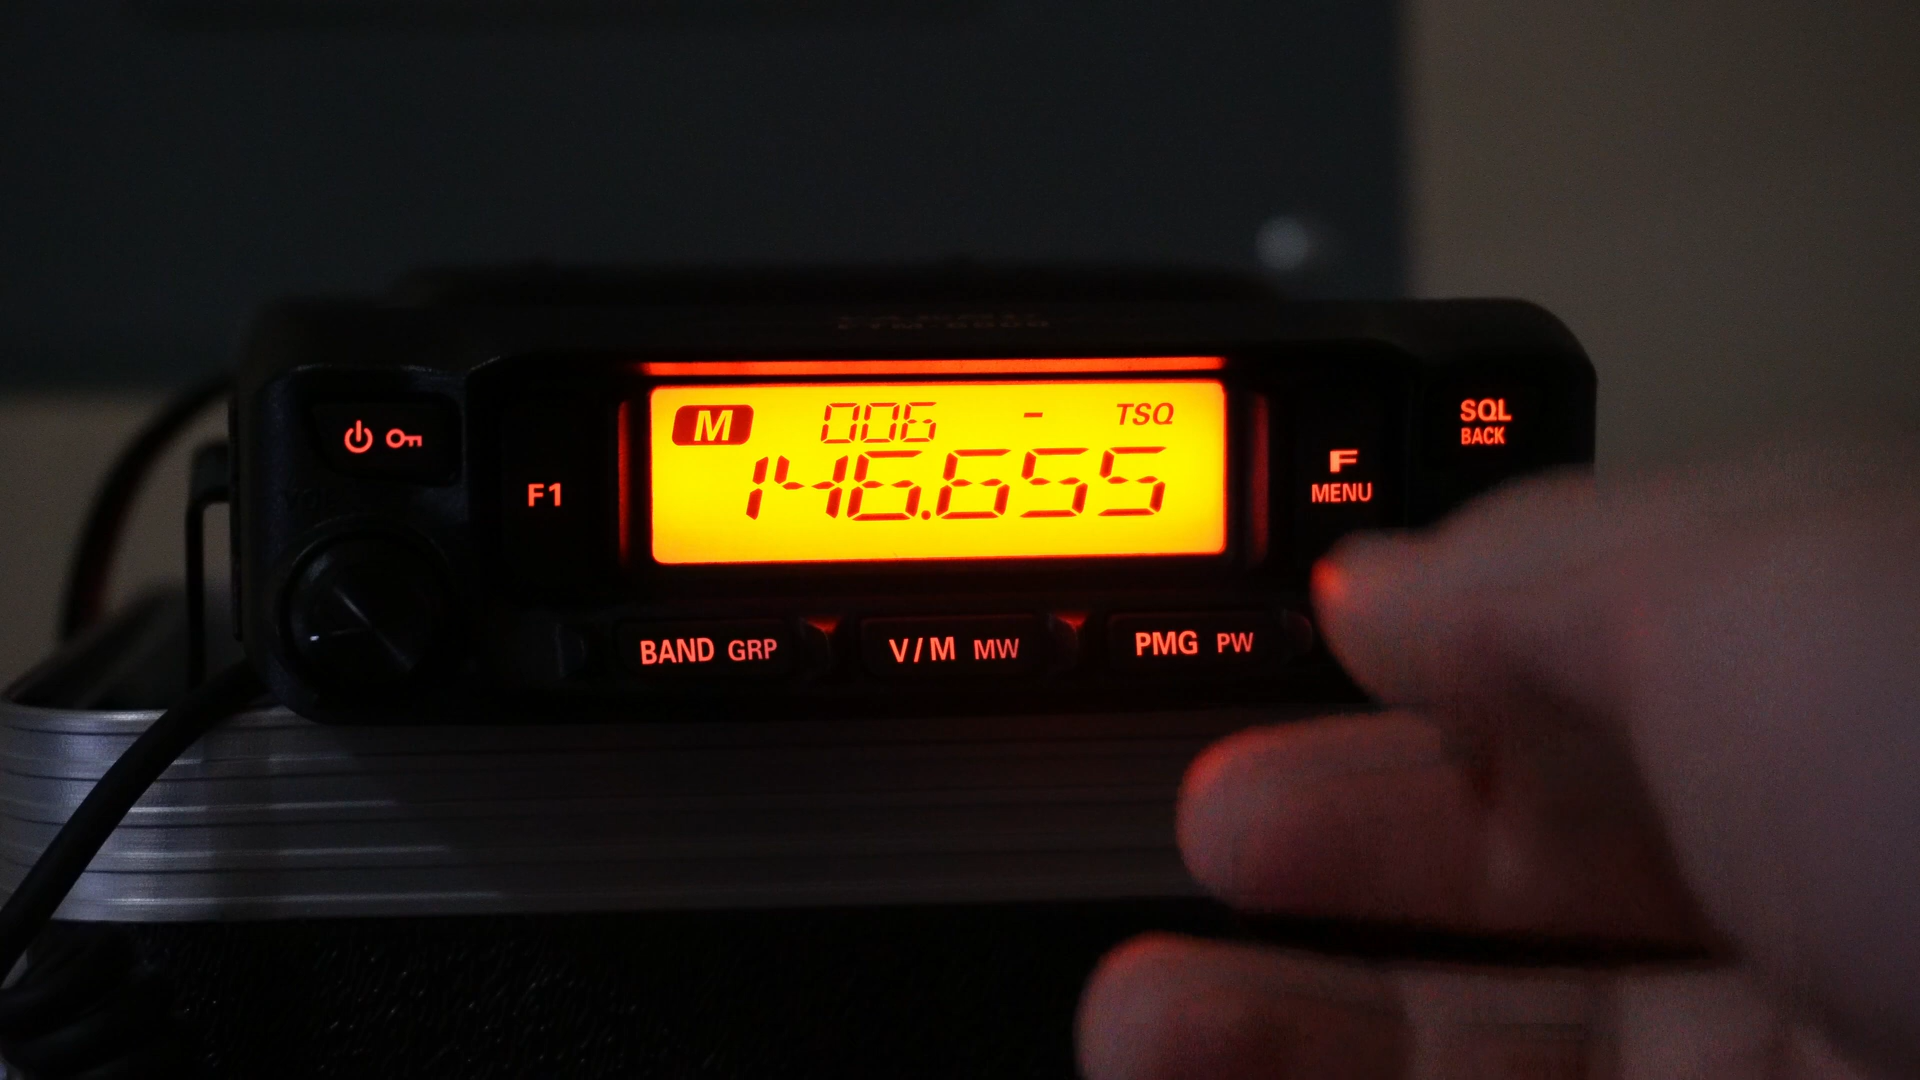 M 006 - TSQ
146.655
F1
F
MENU
SQL
BACK
BAND GRP
V/M MW
PMG PW